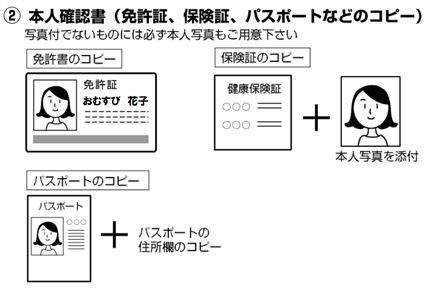 ② 本人確認書（免許証、保険証、パスポートなどのコピー）
写真付でないものには必ず本人写真もご用意下さい
免許書のコピー
免許証
おむすび 花子
保険証のコピー
健康保険証
○○○
○○○
＋
本人写真を添付
パスポートのコピー
パスポート
○○○
＋
パスポートの
住所欄のコピー